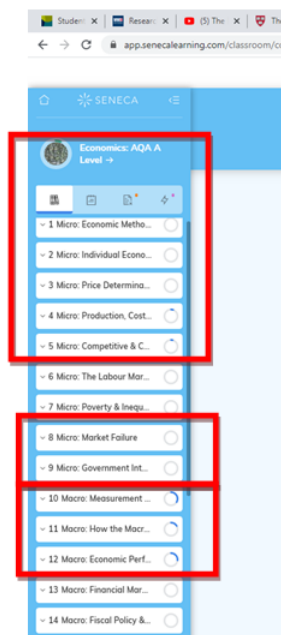 Student
Researc
(5) The
Th
app.senecalearning.com/classroom/co
SENECA
Economics: AQA A
Level →
1 Micro: Economic Metho...
2 Micro: Individual Econo...
3 Micro: Price Determina...
4 Micro: Production, Cost...
5 Micro: Competitive & C...
6 Micro: The Labour Mar...
7 Micro: Poverty & Inequ...
8 Micro: Market Failure
9 Micro: Government Int...
10 Macro: Measurement ...
11 Macro: How the Macr...
12 Macro: Economic Perf...
13 Macro: Financial Mar...
14 Macro: Fiscal Policy &...